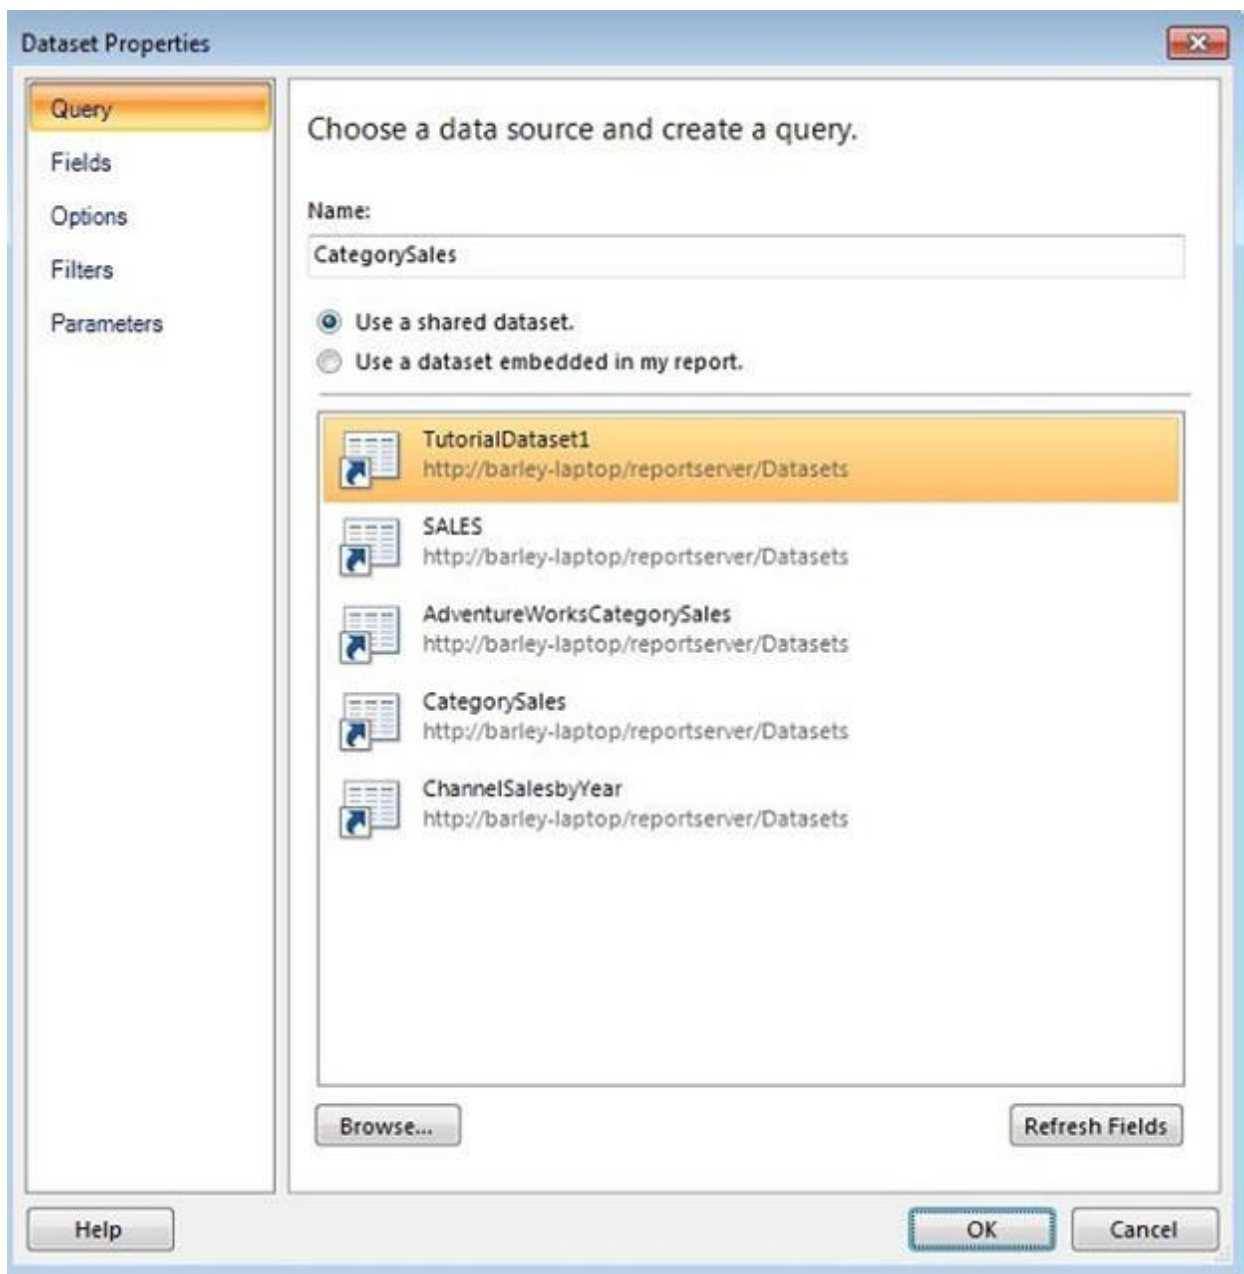 Dataset Properties
Query
Fields
Options
Filters
Parameters
Choose a data source and create a query.
Name:
CategorySales
Use a shared dataset.
Use a dataset embedded in my report.
TutorialDataset1
http://barley-laptop/reportserver/Datasets
SALES
http://barley-laptop/reportserver/Datasets
AdventureWorksCategorySales
http://barley-laptop/reportserver/Datasets
CategorySales
http://barley-laptop/reportserver/Datasets
ChannelSalesbyYear
http://barley-laptop/reportserver/Datasets
Browse...
Refresh Fields
Help
OK
Cancel